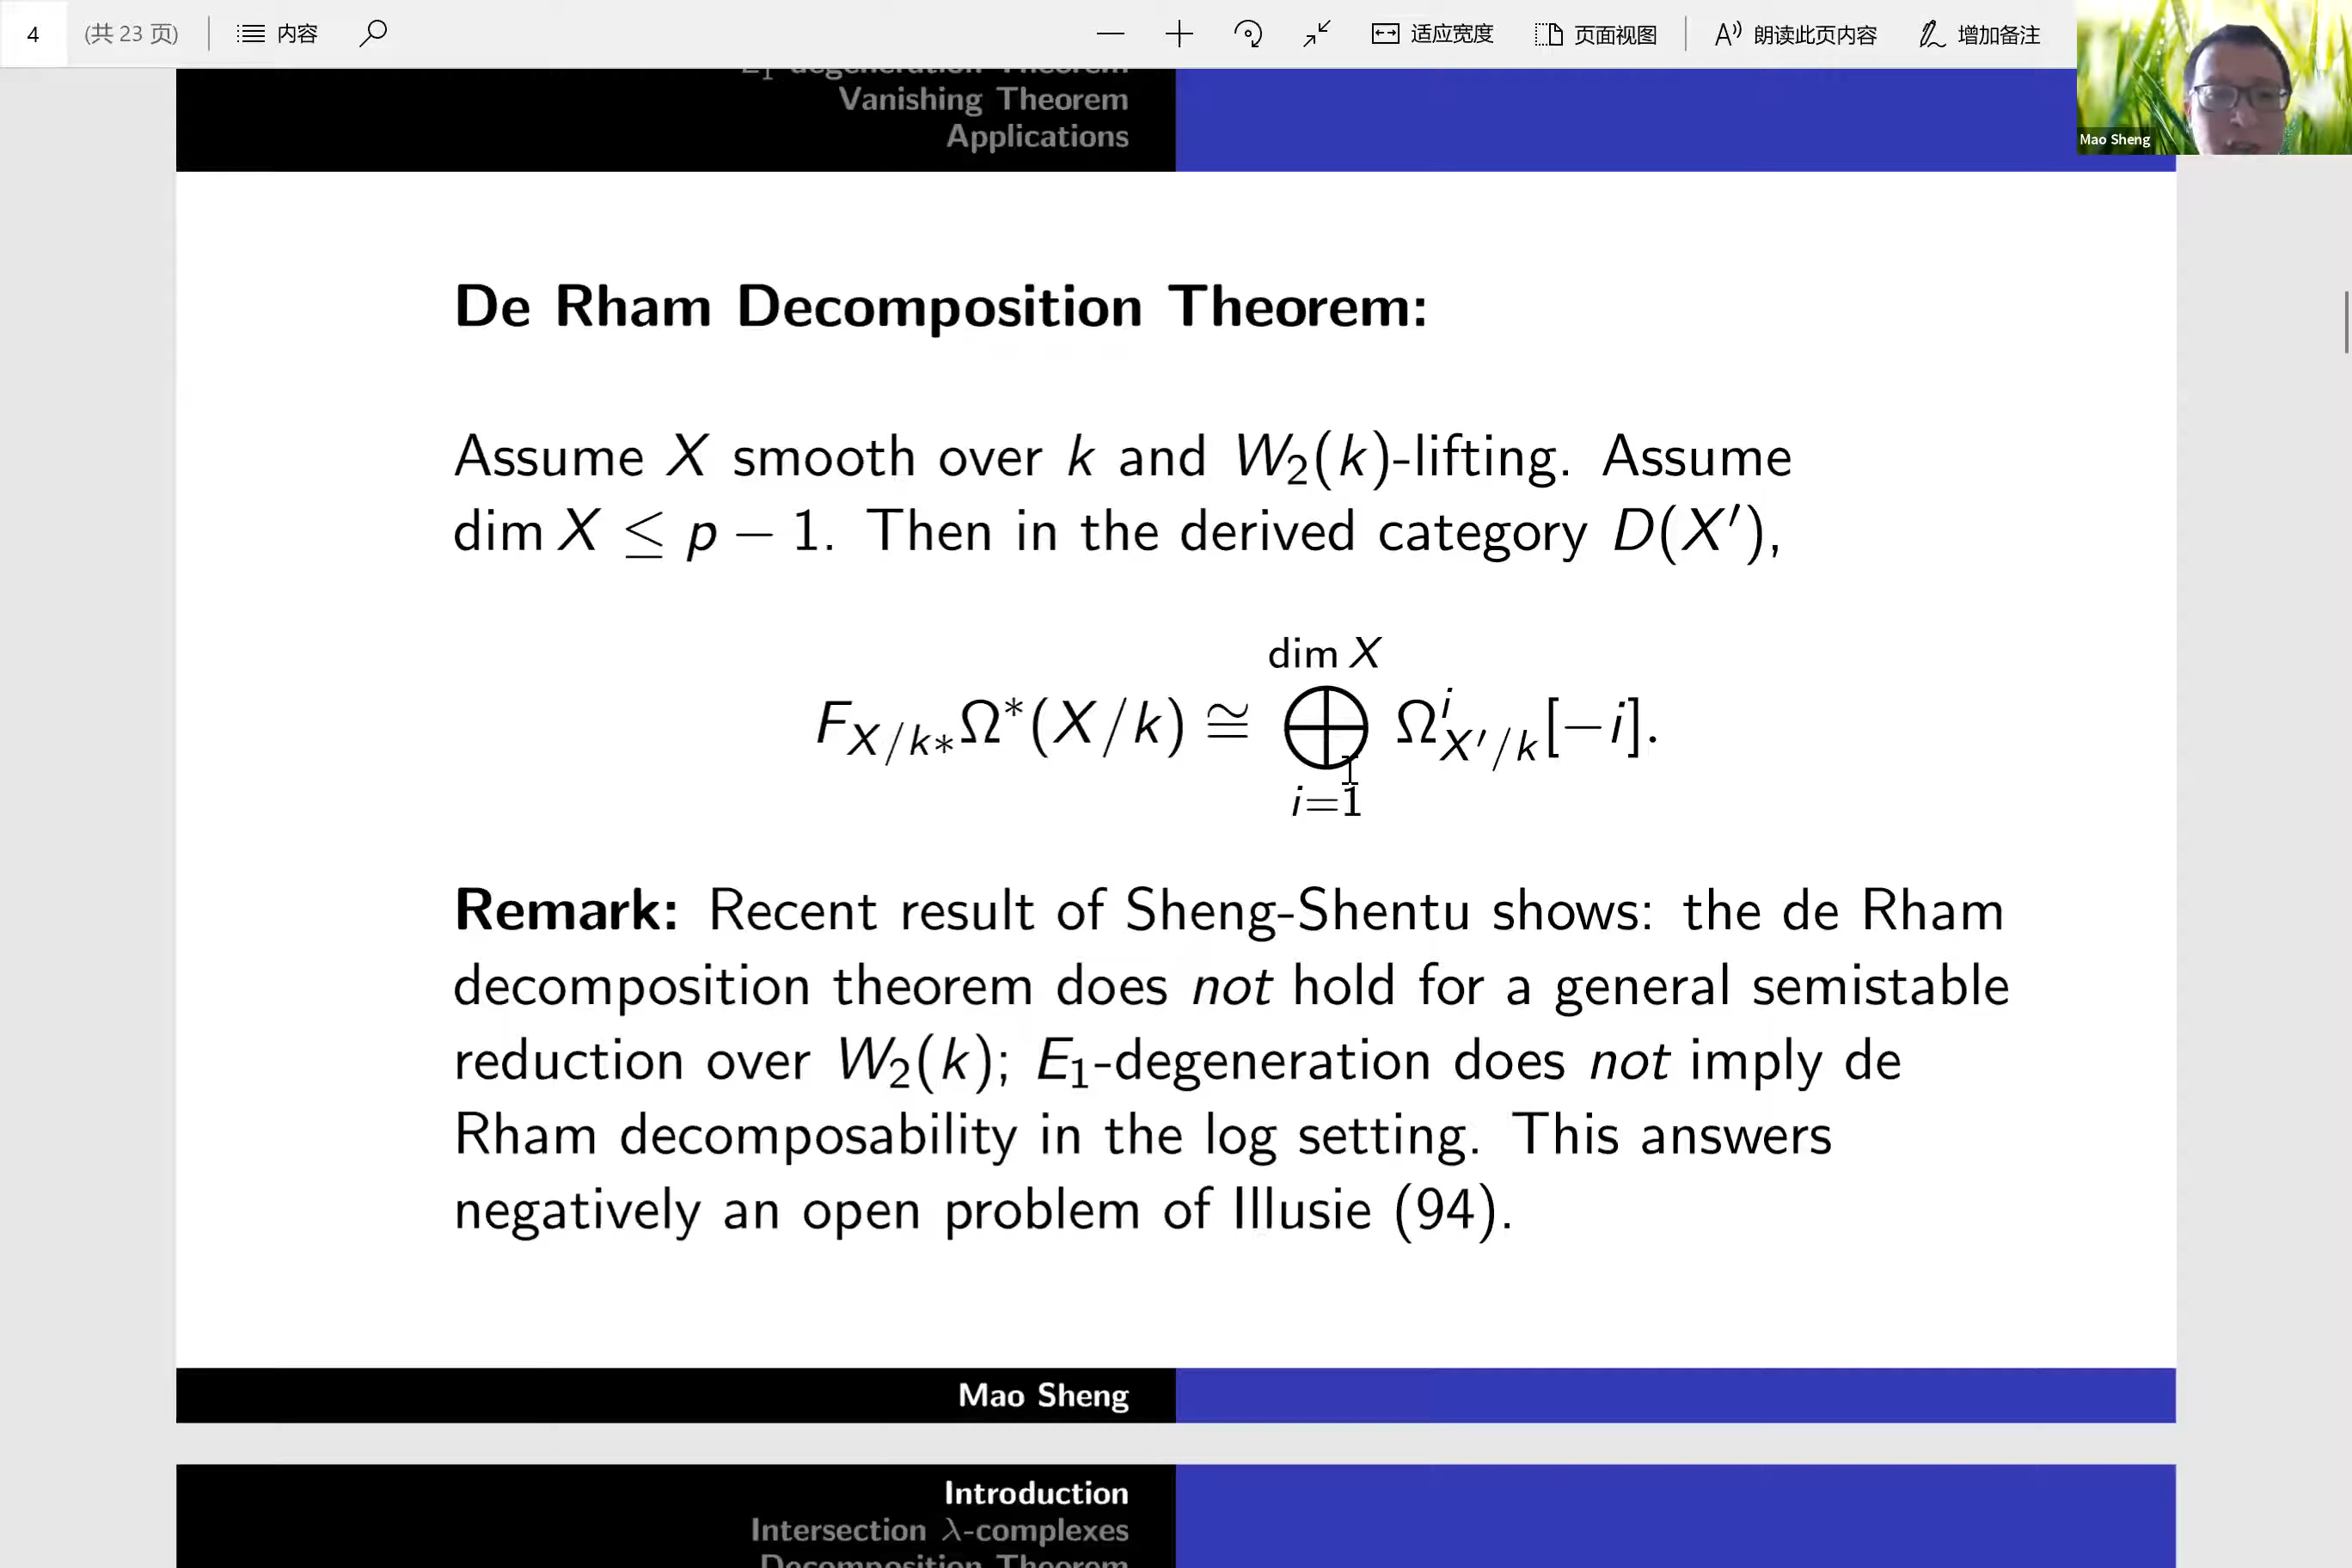 4 (共 23 页) 内容 适应宽度 页面视图 朗读此页内容 增加备注
Mao Sheng
E₁-degeneration Theorem
Vanishing Theorem
Applications
De Rham Decomposition Theorem:
Assume X smooth over k and W₂(k)-lifting. Assume
dim X ≤ p − 1. Then in the derived category D(X′),
F_{X/k*}Ω*(X/k) ≅ ⊕_{i=1}^{dim X} Ω^i_{X′/k}[−i].
Remark: Recent result of Sheng-Shentu shows: the de Rham
decomposition theorem does not hold for a general semistable
reduction over W₂(k); E₁-degeneration does not imply de
Rham decomposability in the log setting. This answers
negatively an open problem of Illusie (94).
Mao Sheng
Introduction
Intersection λ-complexes
Decomposition Theorem